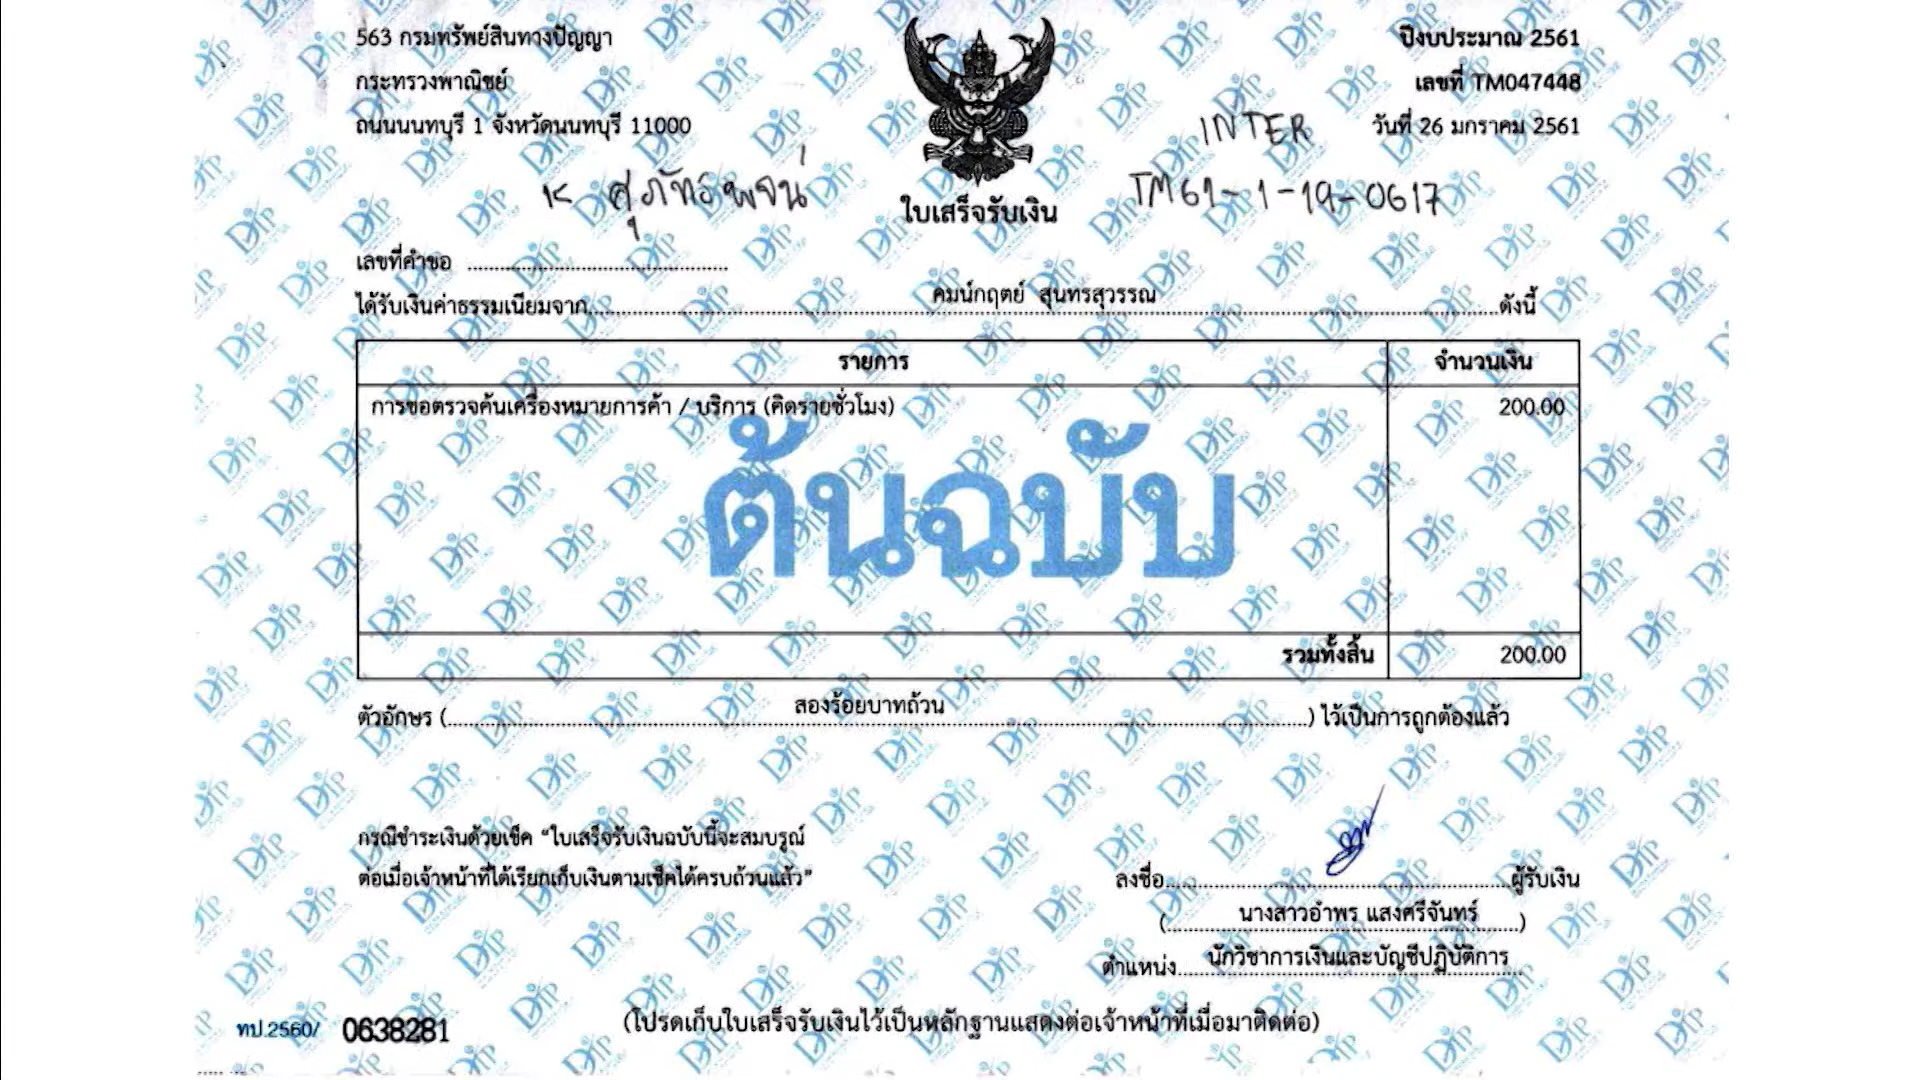 563 กรมทรัพย์สินทางปัญญา
กระทรวงพาณิชย์
ถนนนนทบุรี 1 จังหวัดนนทบุรี 11000
ปีงบประมาณ 2561
เลขที่ TM047448
วันที่ 26 มกราคม 2561
INTER
TM61-1-19-0617
K
ใบเสร็จรับเงิน
เลขที่คำขอ
ได้รับเงินค่าธรรมเนียมจาก คมน์กฤตย์ สุนทรสุวรรณ ดังนี้
รายการ จำนวนเงิน
การขอตรวจค้นเครื่องหมายการค้า / บริการ (คิดรายชั่วโมง) 200.00
ต้นฉบับ
รวมทั้งสิ้น 200.00
ตัวอักษร (สองร้อยบาทถ้วน) ไว้เป็นการถูกต้องแล้ว
กรณีชำระเงินด้วยเช็ค “ใบเสร็จรับเงินฉบับนี้จะสมบรูณ์
ต่อเมื่อเจ้าหน้าที่ได้เรียกเก็บเงินตามเช็คได้ครบถ้วนแล้ว”
ลงชื่อ ผู้รับเงิน
(นางสาวอำพร แสงศรีจันทร์)
ตำแหน่ง นักวิชาการเงินและบัญชีปฏิบัติการ
ทป.2560/ 0638281
(โปรดเก็บใบเสร็จรับเงินไว้เป็นหลักฐานแสดงต่อเจ้าหน้าที่เมื่อมาติดต่อ)
DIP